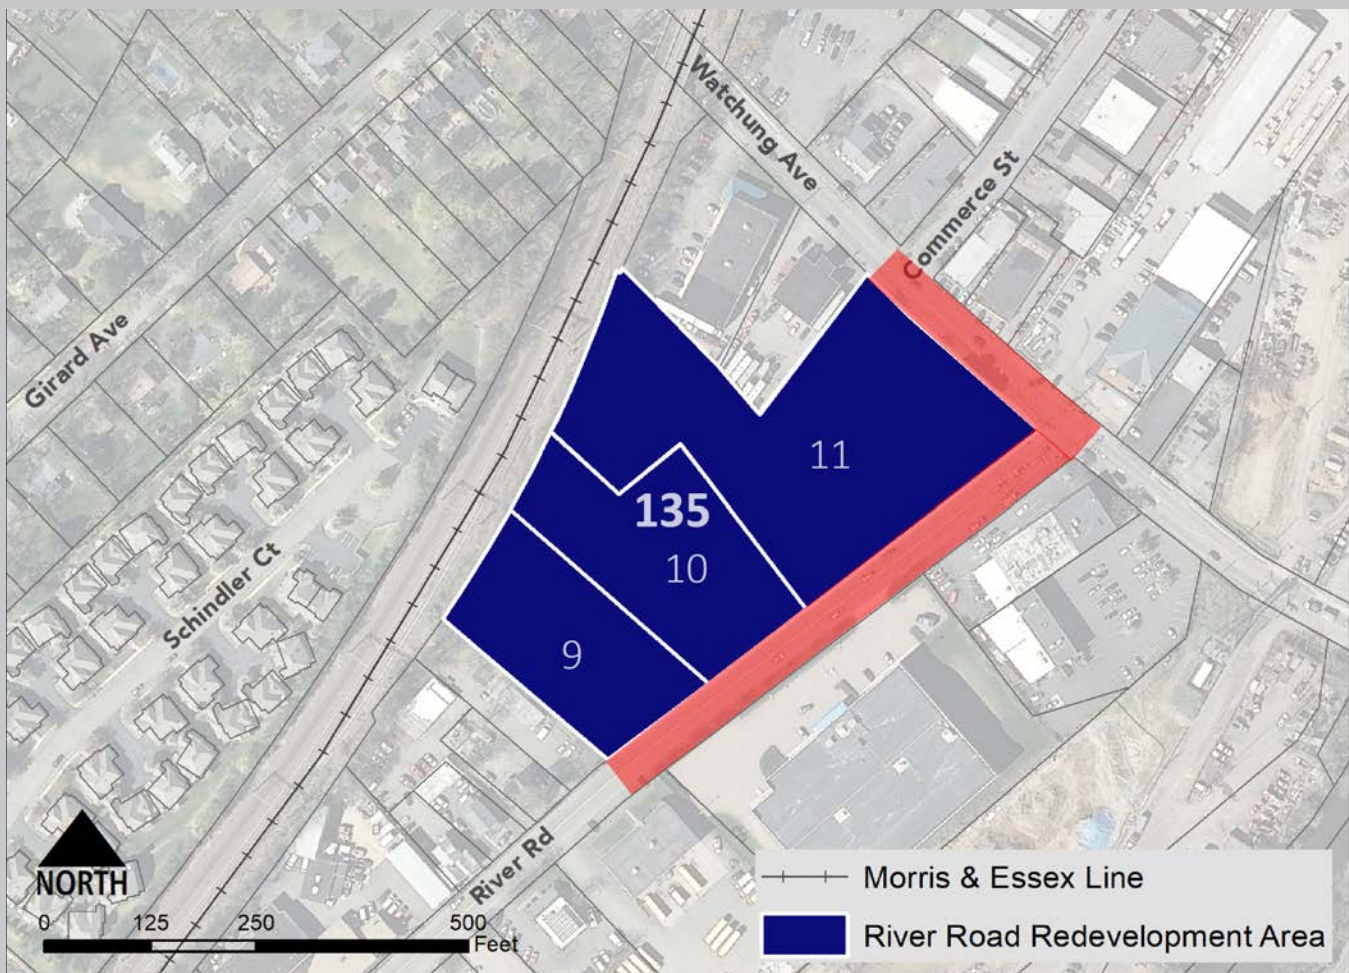 Watchung Ave
Commerce St
Girard Ave
11
135
10
Schindler Ct
9
River Rd
NORTH
0 125 250 500
Feet
Morris & Essex Line
River Road Redevelopment Area